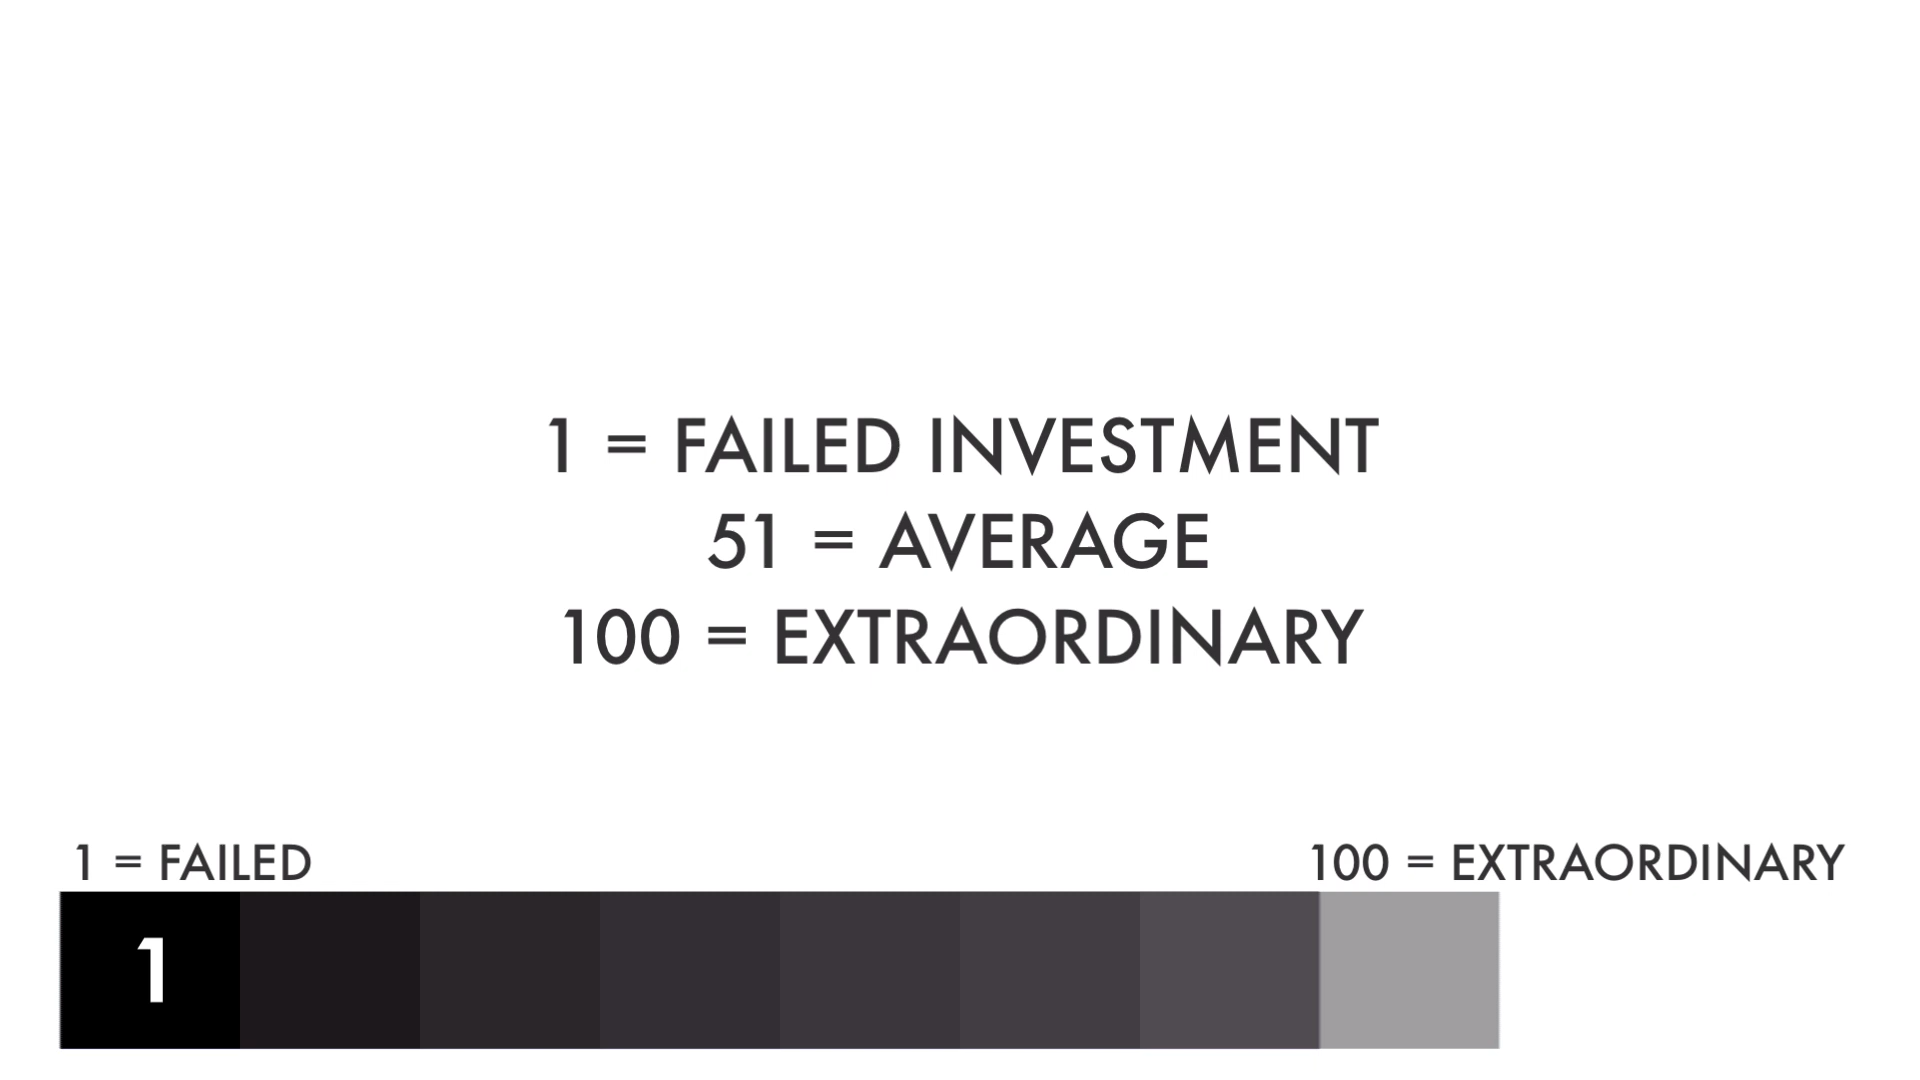 1 = FAILED INVESTMENT
51 = AVERAGE
100 = EXTRAORDINARY
1 = FAILED
100 = EXTRAORDINARY
1